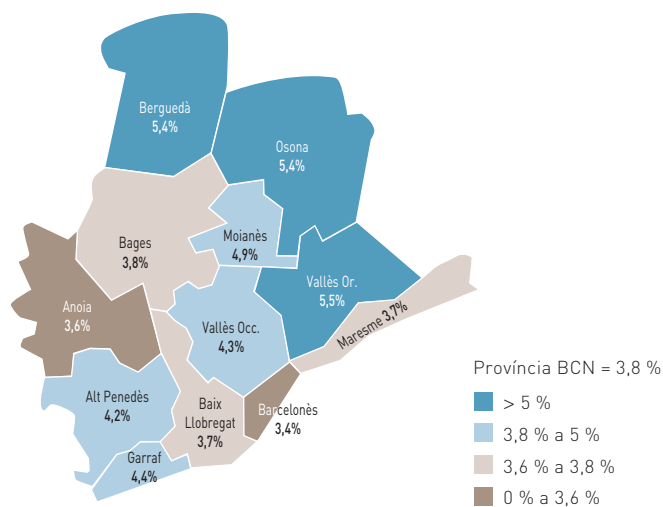 Berguedà
5,4%
Osona
5,4%
Bages
3,8%
Moianès
4,9%
Vallès Or.
5,5%
Anoia
3,6%
Vallès Occ.
4,3%
Maresme 3,7%
Alt Penedès
4,2%
Baix
Llobregat
3,7%
Barcelonès
3,4%
Garraf
4,4%
Província BCN = 3,8 %
> 5 %
3,8 % a 5 %
3,6 % a 3,8 %
0 % a 3,6 %